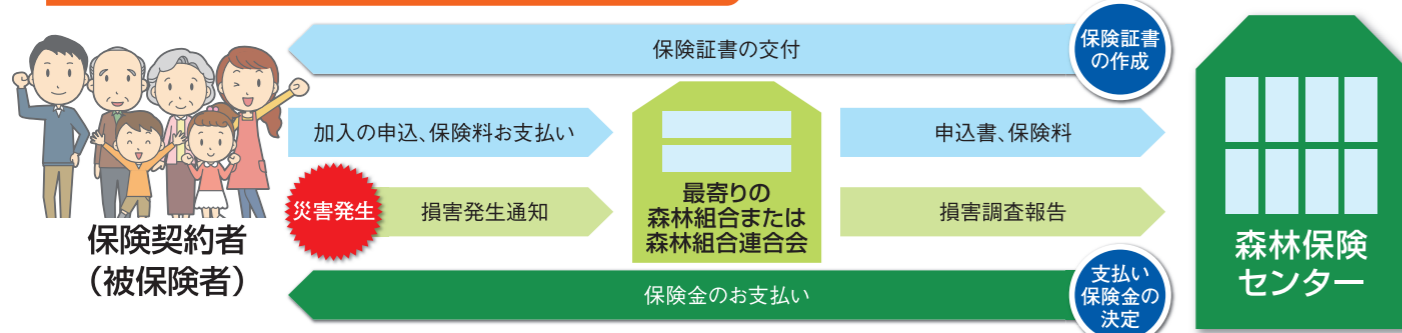 保険証書の交付
保険証書
の作成
加入の申込、保険料お支払い
申込書、保険料
災害発生
損害発生通知
最寄りの
森林組合または
森林組合連合会
損害調査報告
保険契約者
（被保険者）
保険金のお支払い
支払い
保険金の
決定
森林保険
センター